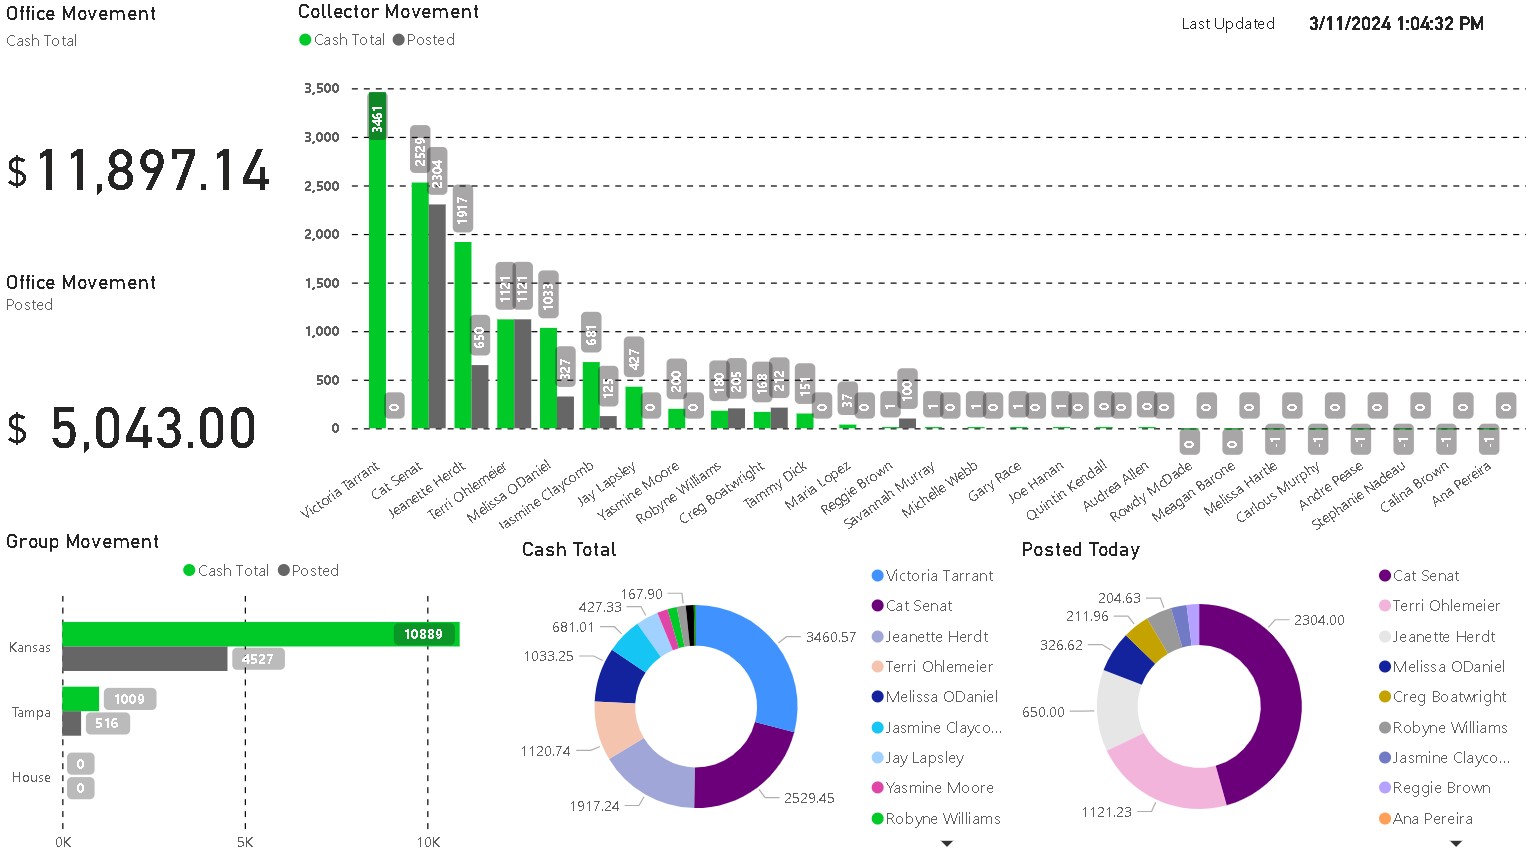 Office Movement
Cash Total
$ 11,897.14
Office Movement
Posted
$ 5,043.00
Collector Movement
Cash Total Posted
Last Updated 3/11/2024 1:04:32 PM
3,500
3,000
2,500
2,000
1,500
1,000
500
0
3461 0
2529 2304
1917 650
1121 1121
1033 327
681 125
427 0
200 0
180 205
168 212
151 0
37 0
1 100
1 0
1 0
1 0
1 0
0 0
0 0
0 0
0 0
-1 0
-1 0
-1 0
-1 0
-1 0
-1 0
Victoria Tarrant
Cat Senat
Jeanette Herdt
Terri Ohlemeier
Melissa ODaniel
Jasmine Claycomb
Jay Lapsley
Yasmine Moore
Robyne Williams
Creg Boatwright
Tammy Dick
Maria Lopez
Reggie Brown
Savannah Murray
Michelle Webb
Gary Race
Joe Hanan
Quintin Kendall
Audrea Allen
Rowdy McDade
Meagan Barone
Melissa Hartle
Carlous Murphy
Andre Pease
Stephanie Nadeau
Calina Brown
Ana Pereira
Group Movement
Cash Total Posted
Kansas
10889
4527
Tampa
1009
516
House
0
0
0K 5K 10K
Cash Total
167.90
427.33
681.01
1033.25
1120.74
1917.24
2529.45
3460.57
Victoria Tarrant
Cat Senat
Jeanette Herdt
Terri Ohlemeier
Melissa ODaniel
Jasmine Clayco...
Jay Lapsley
Yasmine Moore
Robyne Williams
Posted Today
204.63
211.96
326.62
650.00
1121.23
2304.00
Cat Senat
Terri Ohlemeier
Jeanette Herdt
Melissa ODaniel
Creg Boatwright
Robyne Williams
Jasmine Clayco...
Reggie Brown
Ana Pereira